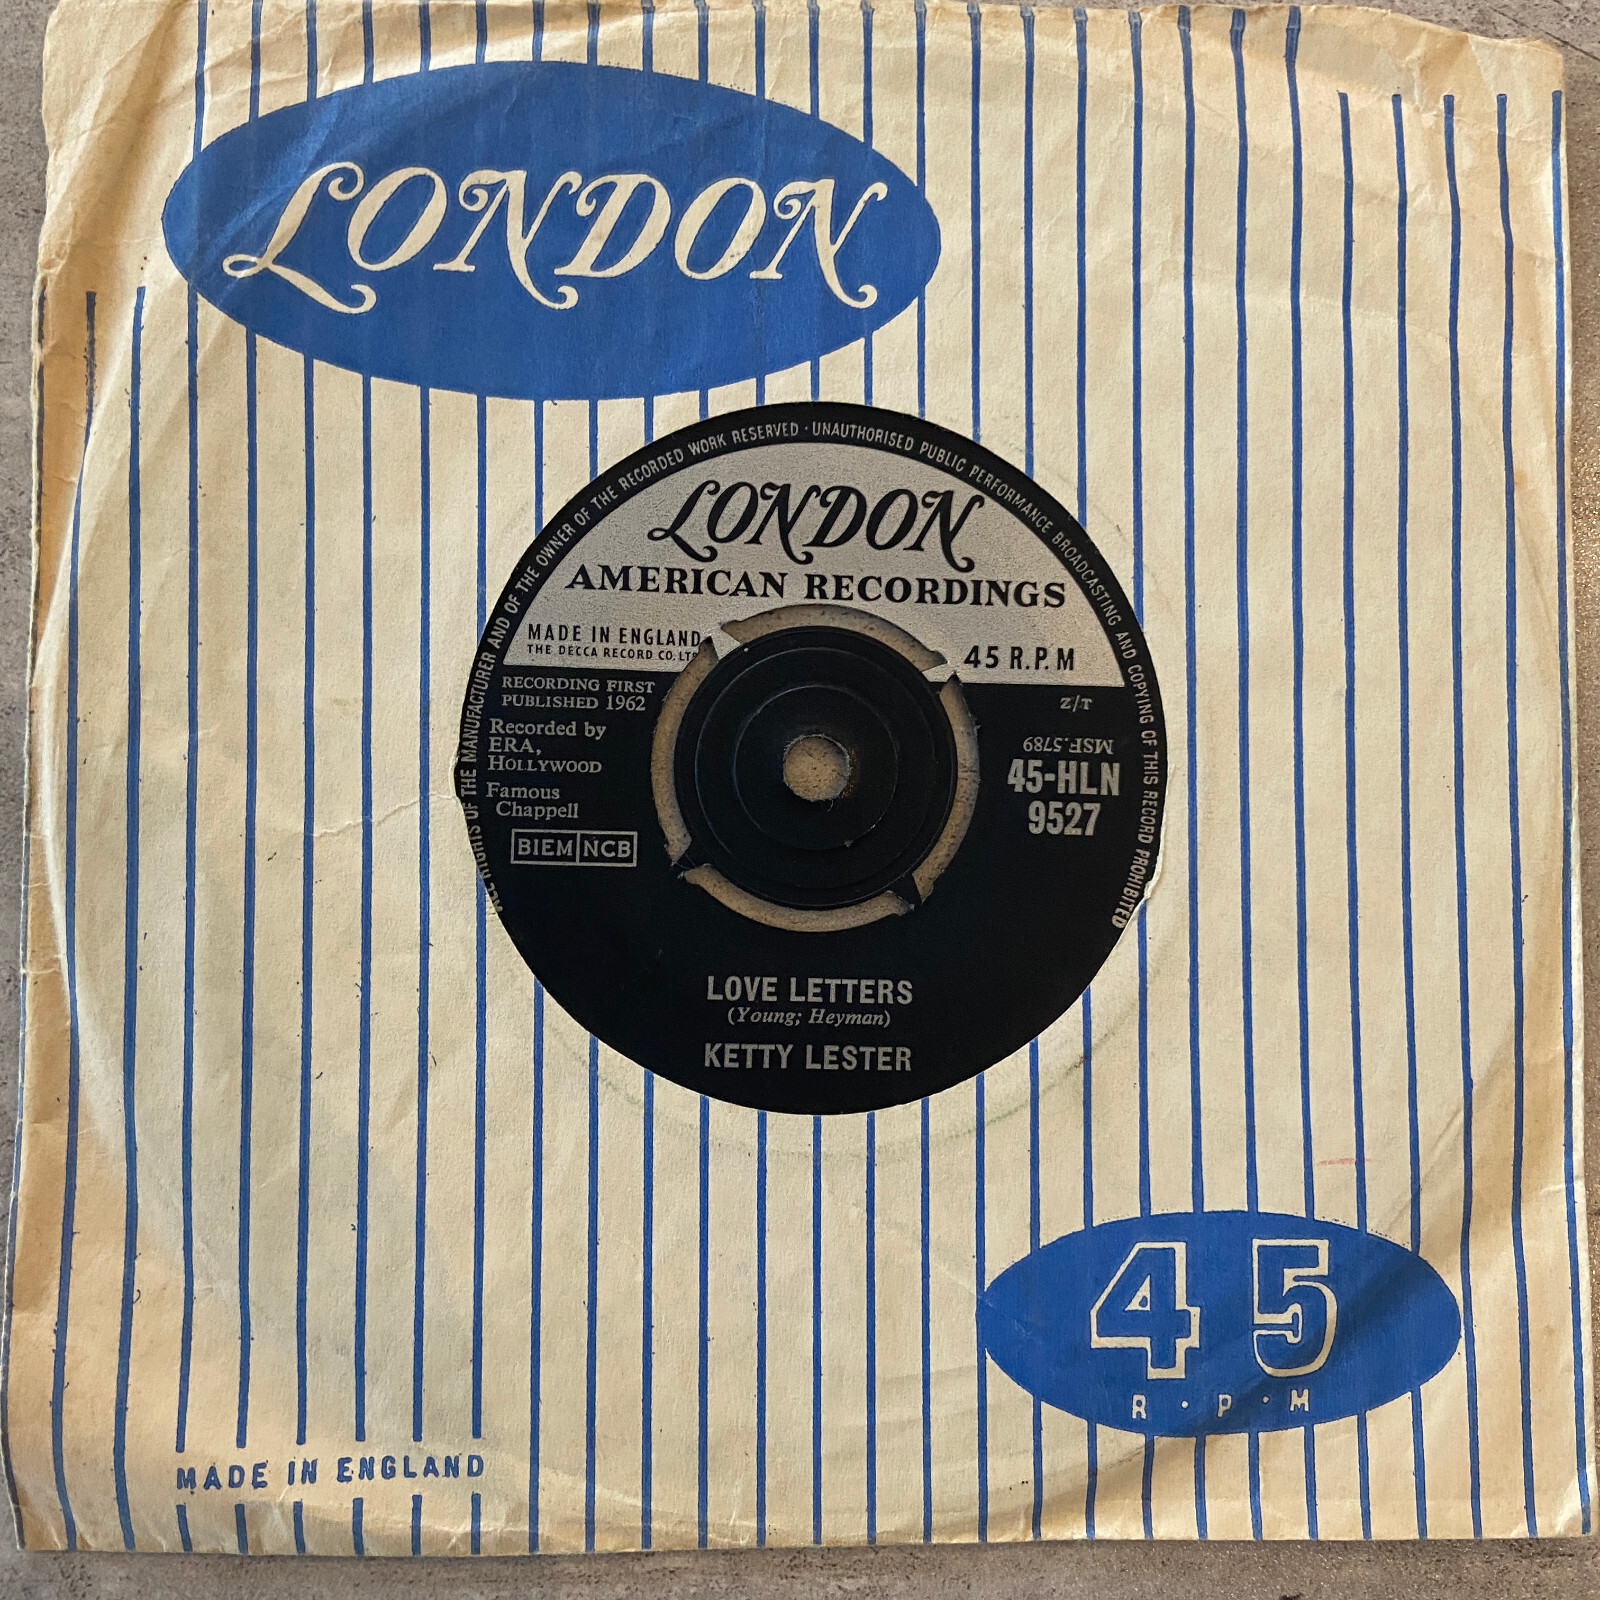 LONDON
ALL RIGHTS OF THE MANUFACTURER AND OF THE OWNER OF THE RECORDED WORK RESERVED · UNAUTHORISED PUBLIC PERFORMANCE BROADCASTING AND COPYING OF THIS RECORD PROHIBITED
LONDON
AMERICAN RECORDINGS
MADE IN ENGLAND
THE DECCA RECORD CO. LTD
45 R.P.M
RECORDING FIRST
PUBLISHED 1962
Z/T
Recorded by
ERA,
HOLLYWOOD
MSF.5789
45-HLN
9527
Famous
Chappell
BIEM NCB
LOVE LETTERS
(Young; Heyman)
KETTY LESTER
45
R·P·M
MADE IN ENGLAND